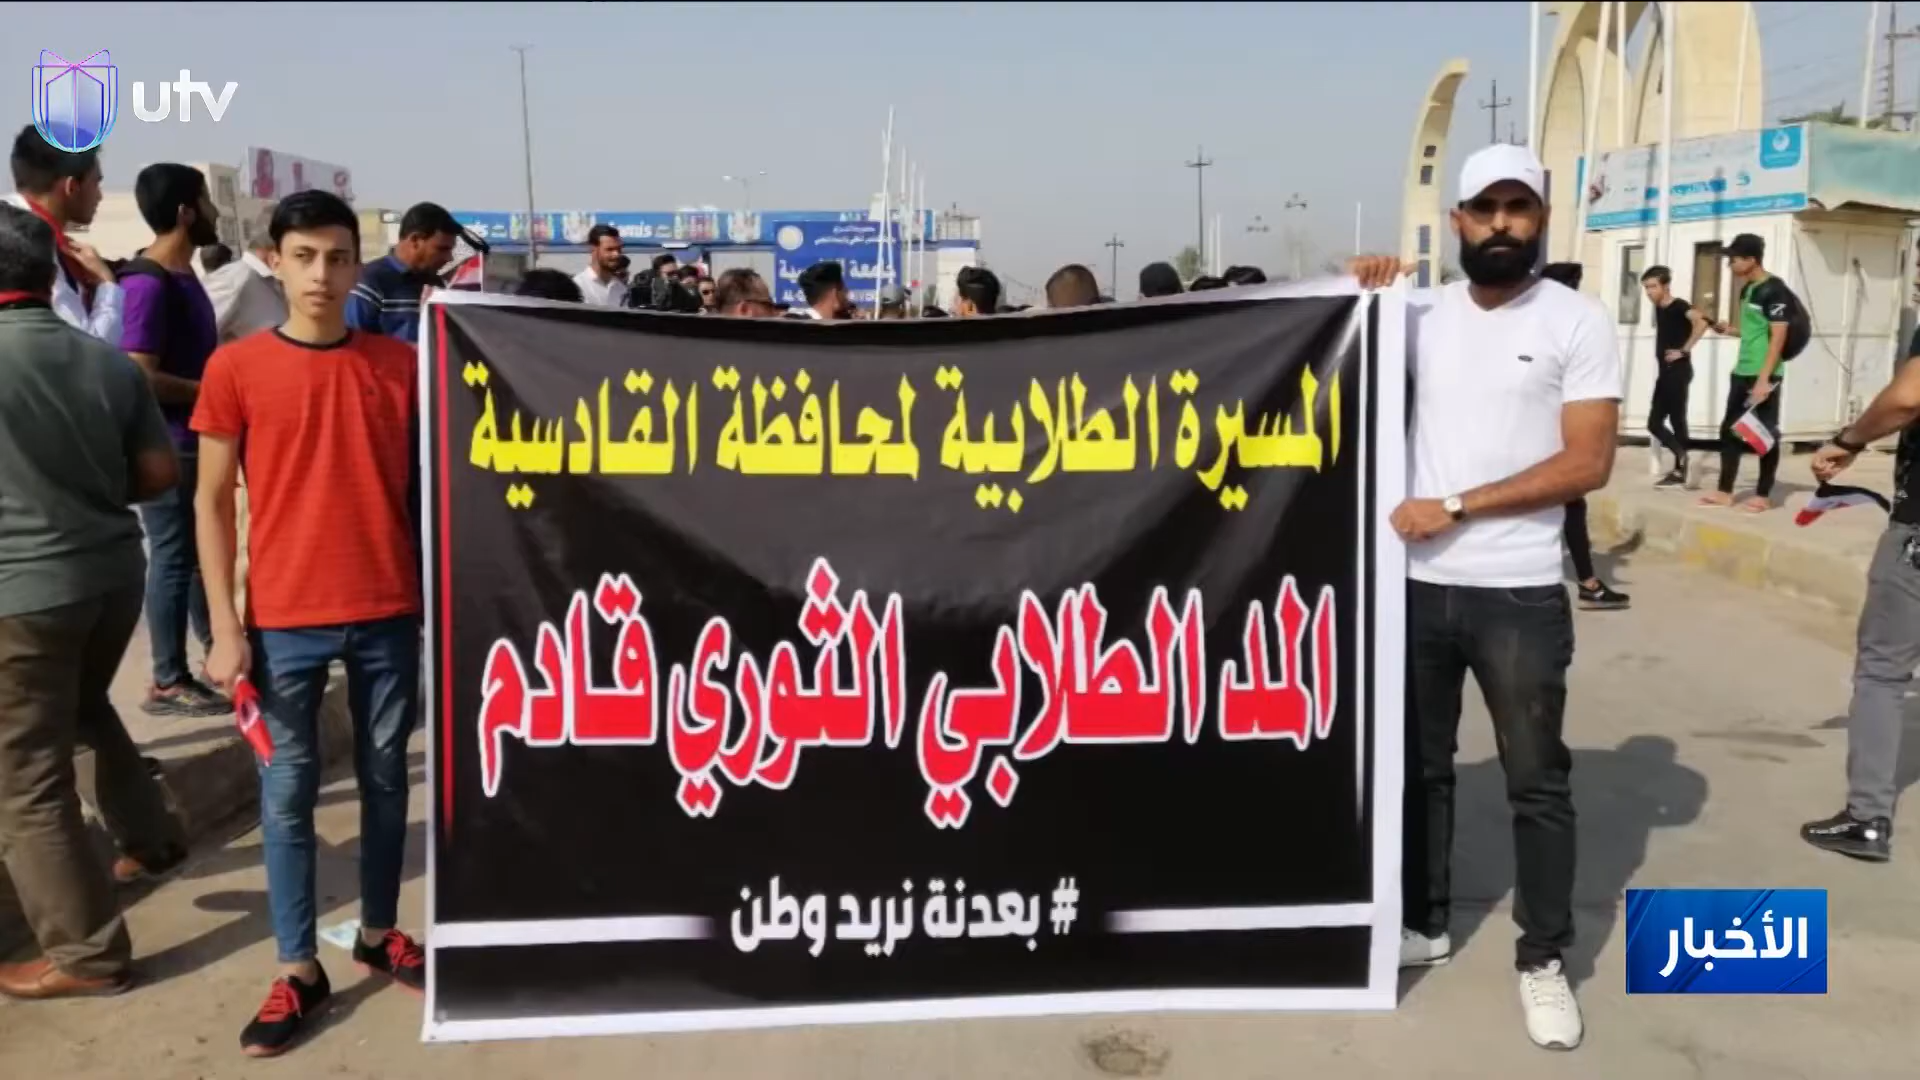 utv
المسيرة الطلابية لمحافظة القادسية
المد الطلابي الثوري قادم
# بعدنة نريد وطن
الأخبار